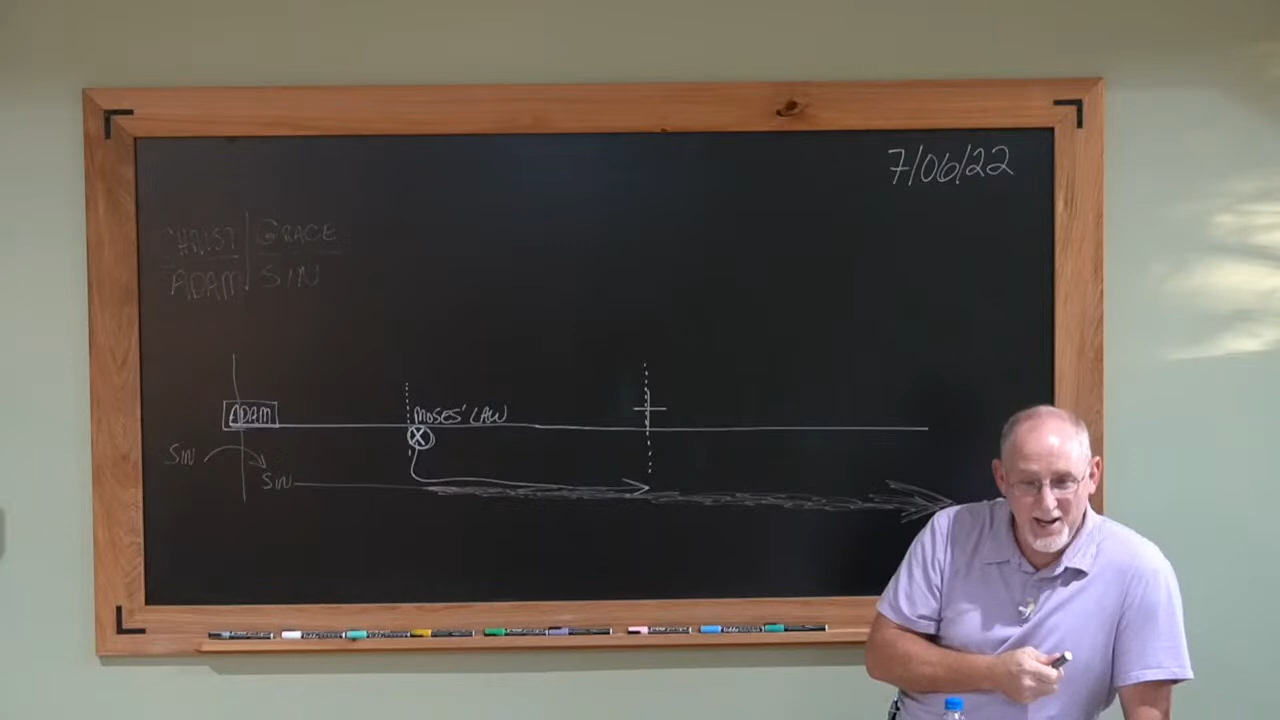 7/06/22
CHRIST | GRACE
ADAM | SIN
ADAM
MOSES' LAW
X
SIN
SIN